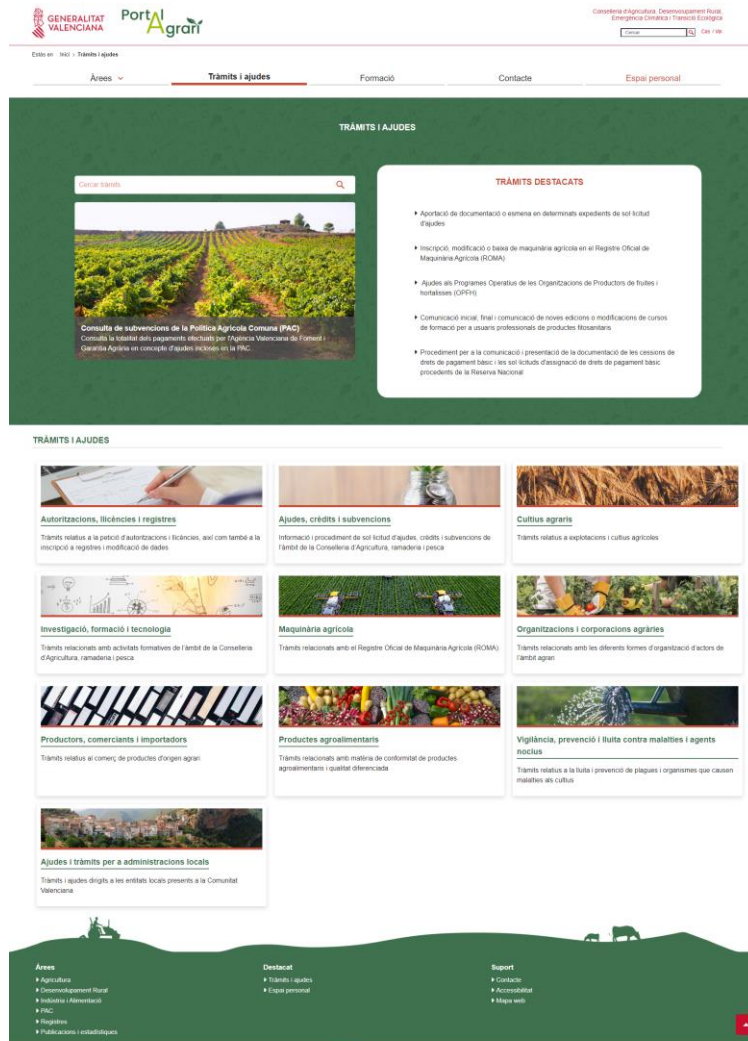 GENERALITAT
VALENCIANA
Portal
Agrari
Conselleria d'Agricultura, Desenvolupament Rural,
Emergència Climàtica i Transició Ecològica
Cercar
Cas / Val
Estàs en Inici > Tràmits i ajudes
Àrees
Tràmits i ajudes
Formació
Contacte
Espai personal
TRÀMITS I AJUDES
Cercar tràmits
Consulta de subvencions de la Política Agrícola Comuna (PAC)
Consulta la totalitat dels pagaments efectuats per l'Agència Valenciana de Foment i
Garantia Agrària en concepte d'ajudes incloses en la PAC.
TRÀMITS DESTACATS
Aportació de documentació o esmena en determinats expedients de sol·licitud
d'ajudes
Inscripció, modificació o baixa de maquinària agrícola en el Registre Oficial de
Maquinària Agrícola (ROMA)
Ajudes als Programes Operatius de les Organitzacions de Productors de fruites i
hortalisses (OPFH)
Comunicació inicial, final i comunicació de noves edicions o modificacions de cursos
de formació per a usuaris professionals de productes fitosanitaris
Procediment per a la comunicació i presentació de la documentació de les cessions de
drets de pagament bàsic i les sol·licituds d'assignació de drets de pagament bàsic
procedents de la Reserva Nacional
TRÀMITS I AJUDES
Autoritzacions, llicències i registres
Tràmits relatius a la petició d'autoritzacions i llicències, així com també a la
inscripció a registres i modificació de dades.
Ajudes, crèdits i subvencions
Informació i procediment de sol·licitud d'ajudes, crèdits i subvencions de
l'àmbit de la Conselleria d'Agricultura, ramaderia i pesca
Cultius agraris
Tràmits relatius a explotacions i cultius agrícoles
Investigació, formació i tecnologia
Tràmits relacionats amb activitats formatives de l'àmbit de la Conselleria
d'Agricultura, ramaderia i pesca
Maquinària agrícola
Tràmits relacionats amb el Registre Oficial de Maquinària Agrícola (ROMA)
Organitzacions i corporacions agràries
Tràmits relacionats amb les diferents formes d'organització d'actors de
l'àmbit agrari
Productors, comerciants i importadors
Tràmits relatius al comerç de productes d'origen agrari
Productes agroalimentaris
Tràmits relacionats amb matèria de conformitat de productes
agroalimentaris i qualitat diferenciada
Vigilància, prevenció i lluita contra malalties i agents
nocius
Tràmits relatius a la lluita i prevenció de plagues i organismes que causen
malalties als cultius
Ajudes i tràmits per a administracions locals
Tràmits i ajudes dirigits a les entitats locals presents a la Comunitat
Valenciana
Àrees
Agricultura
Desenvolupament Rural
Indústria i Alimentació
PAC
Registres
Publicacions i estadístiques
Destacat
Tràmits i ajudes
Espai personal
Suport
Contacte
Accessibilitat
Mapa web